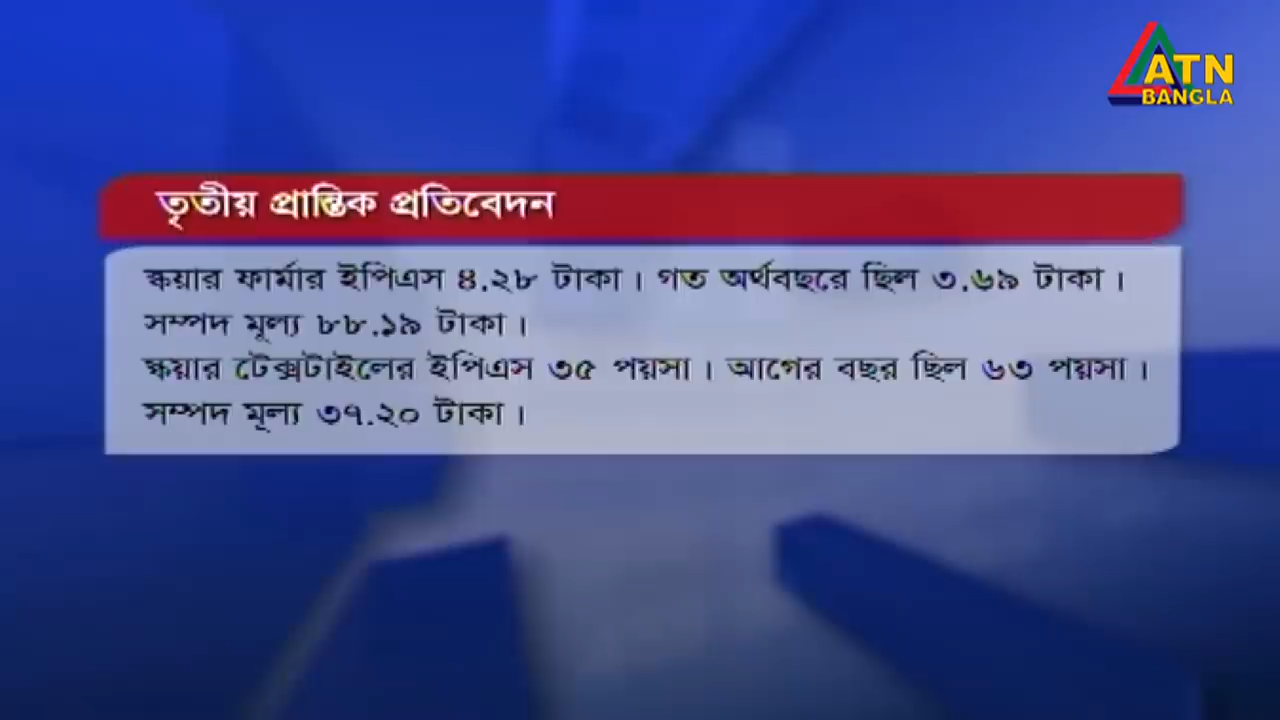 ATN
BANGLA
তৃতীয় প্রান্তিক প্রতিবেদন
স্কয়ার ফার্মার ইপিএস ৪.২৮ টাকা। গত অর্থবছরে ছিল ৩.৬৯ টাকা।
সম্পদ মূল্য ৮৮.১৯ টাকা।
স্কয়ার টেক্সটাইলের ইপিএস ৩৫ পয়সা। আগের বছর ছিল ৬৩ পয়সা।
সম্পদ মূল্য ৩৭.২০ টাকা।